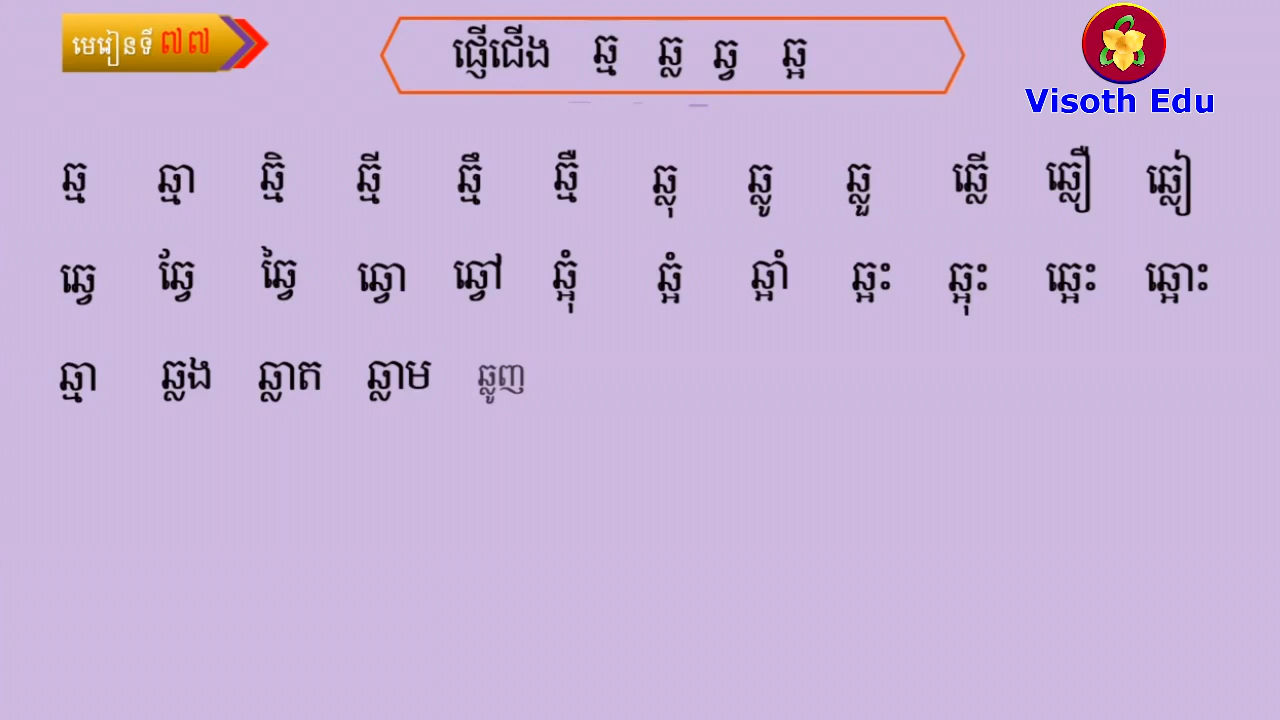 មេរៀនទី ៧៧
ផ្ញើជើង ឆ្ម ឆ្ល ឆ្វ ឆ្អ
Visoth Edu
ឆ្ម ឆ្មា ឆ្មិ ឆ្មី ឆ្មឹ ឆ្មឺ ឆ្លុ ឆ្លូ ឆ្លួ ឆ្លើ ឆ្លឿ ឆ្លៀ
ឆ្វេ ឆ្វែ ឆ្វៃ ឆ្វោ ឆ្វៅ ឆ្អុំ ឆ្អំ ឆ្អាំ ឆ្អះ ឆ្អុះ ឆ្អេះ ឆ្អោះ
ឆ្មា ឆ្លង ឆ្លាត ឆ្លាម ឆ្លូញ